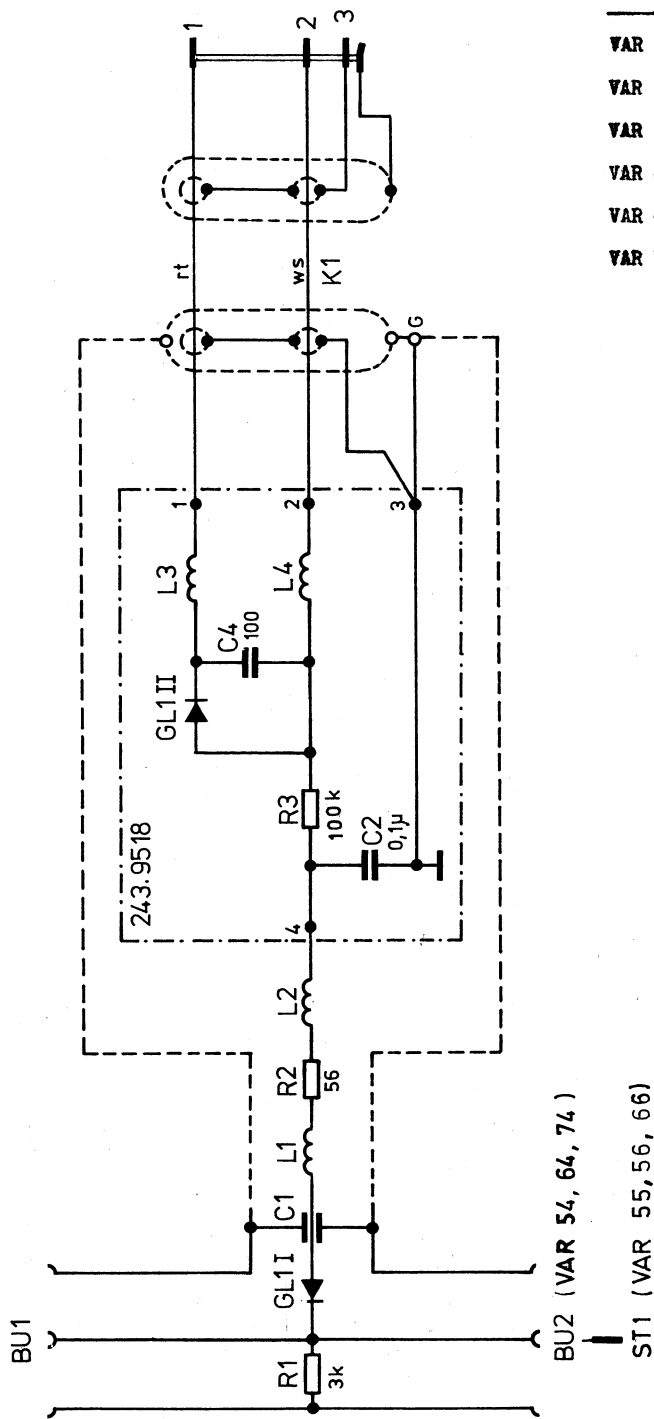 BU1
BU2 (VAR 54, 64, 74)
ST1 (VAR 55, 56, 66)
R1
3k
GL1 I
C1
L1
R2
56
L2
243.9518
4
R3
100k
C2
0,1µ
GL1 II
C4
100
L3
L4
1
2
3
G
rt
ws
K1
1
2
3
VAR
VAR
VAR
VAR
VAR
VAR